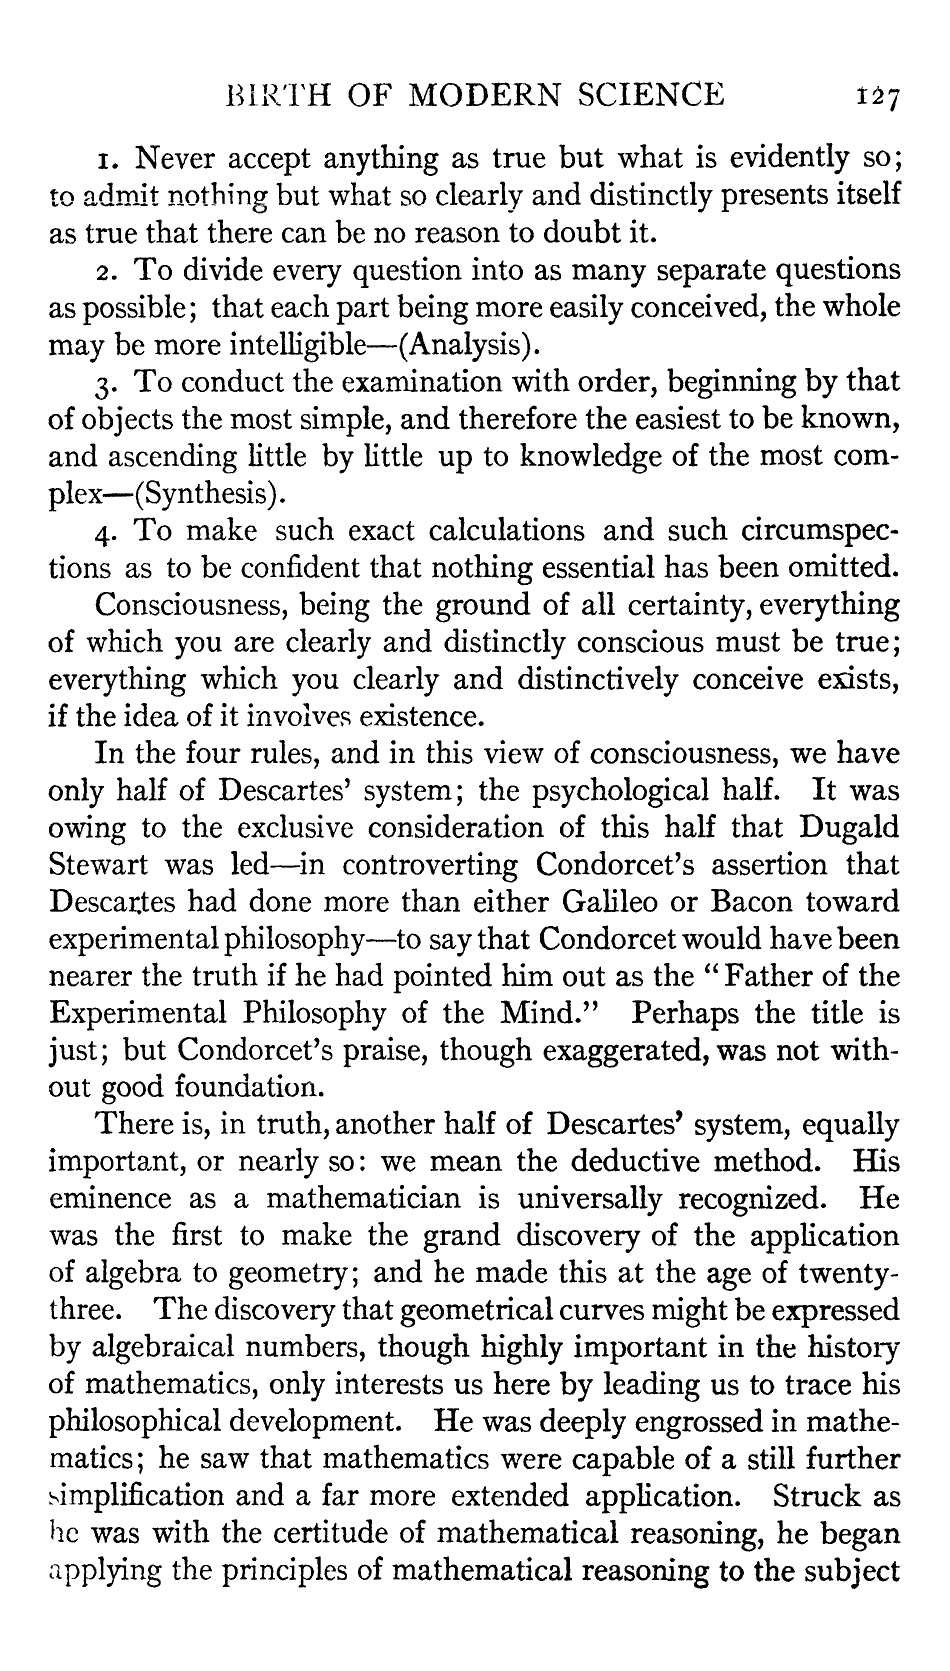 BIRTH OF MODERN SCIENCE 127
1. Never accept anything as true but what is evidently so;
to admit nothing but what so clearly and distinctly presents itself
as true that there can be no reason to doubt it.
2. To divide every question into as many separate questions
as possible; that each part being more easily conceived, the whole
may be more intelligible—(Analysis).
3. To conduct the examination with order, beginning by that
of objects the most simple, and therefore the easiest to be known,
and ascending little by little up to knowledge of the most com-
plex—(Synthesis).
4. To make such exact calculations and such circumspec-
tions as to be confident that nothing essential has been omitted.
Consciousness, being the ground of all certainty, everything
of which you are clearly and distinctly conscious must be true;
everything which you clearly and distinctively conceive exists,
if the idea of it involves existence.
In the four rules, and in this view of consciousness, we have
only half of Descartes' system; the psychological half. It was
owing to the exclusive consideration of this half that Dugald
Stewart was led—in controverting Condorcet's assertion that
Descartes had done more than either Galileo or Bacon toward
experimental philosophy—to say that Condorcet would have been
nearer the truth if he had pointed him out as the "Father of the
Experimental Philosophy of the Mind." Perhaps the title is
just; but Condorcet's praise, though exaggerated, was not with-
out good foundation.
There is, in truth, another half of Descartes' system, equally
important, or nearly so: we mean the deductive method. His
eminence as a mathematician is universally recognized. He
was the first to make the grand discovery of the application
of algebra to geometry; and he made this at the age of twenty-
three. The discovery that geometrical curves might be expressed
by algebraical numbers, though highly important in the history
of mathematics, only interests us here by leading us to trace his
philosophical development. He was deeply engrossed in mathe-
matics; he saw that mathematics were capable of a still further
simplification and a far more extended application. Struck as
he was with the certitude of mathematical reasoning, he began
applying the principles of mathematical reasoning to the subject